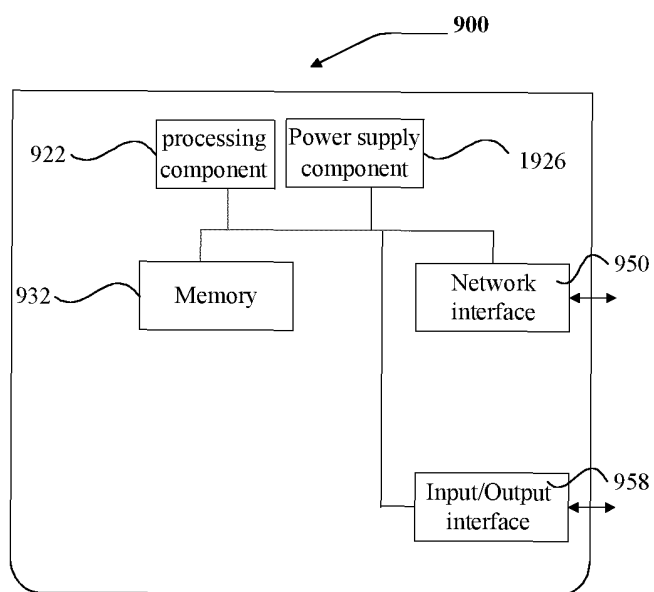 900
processing
component
Power supply
component
922
1926
Memory
932
Network
interface
950
Input/Output
interface
958